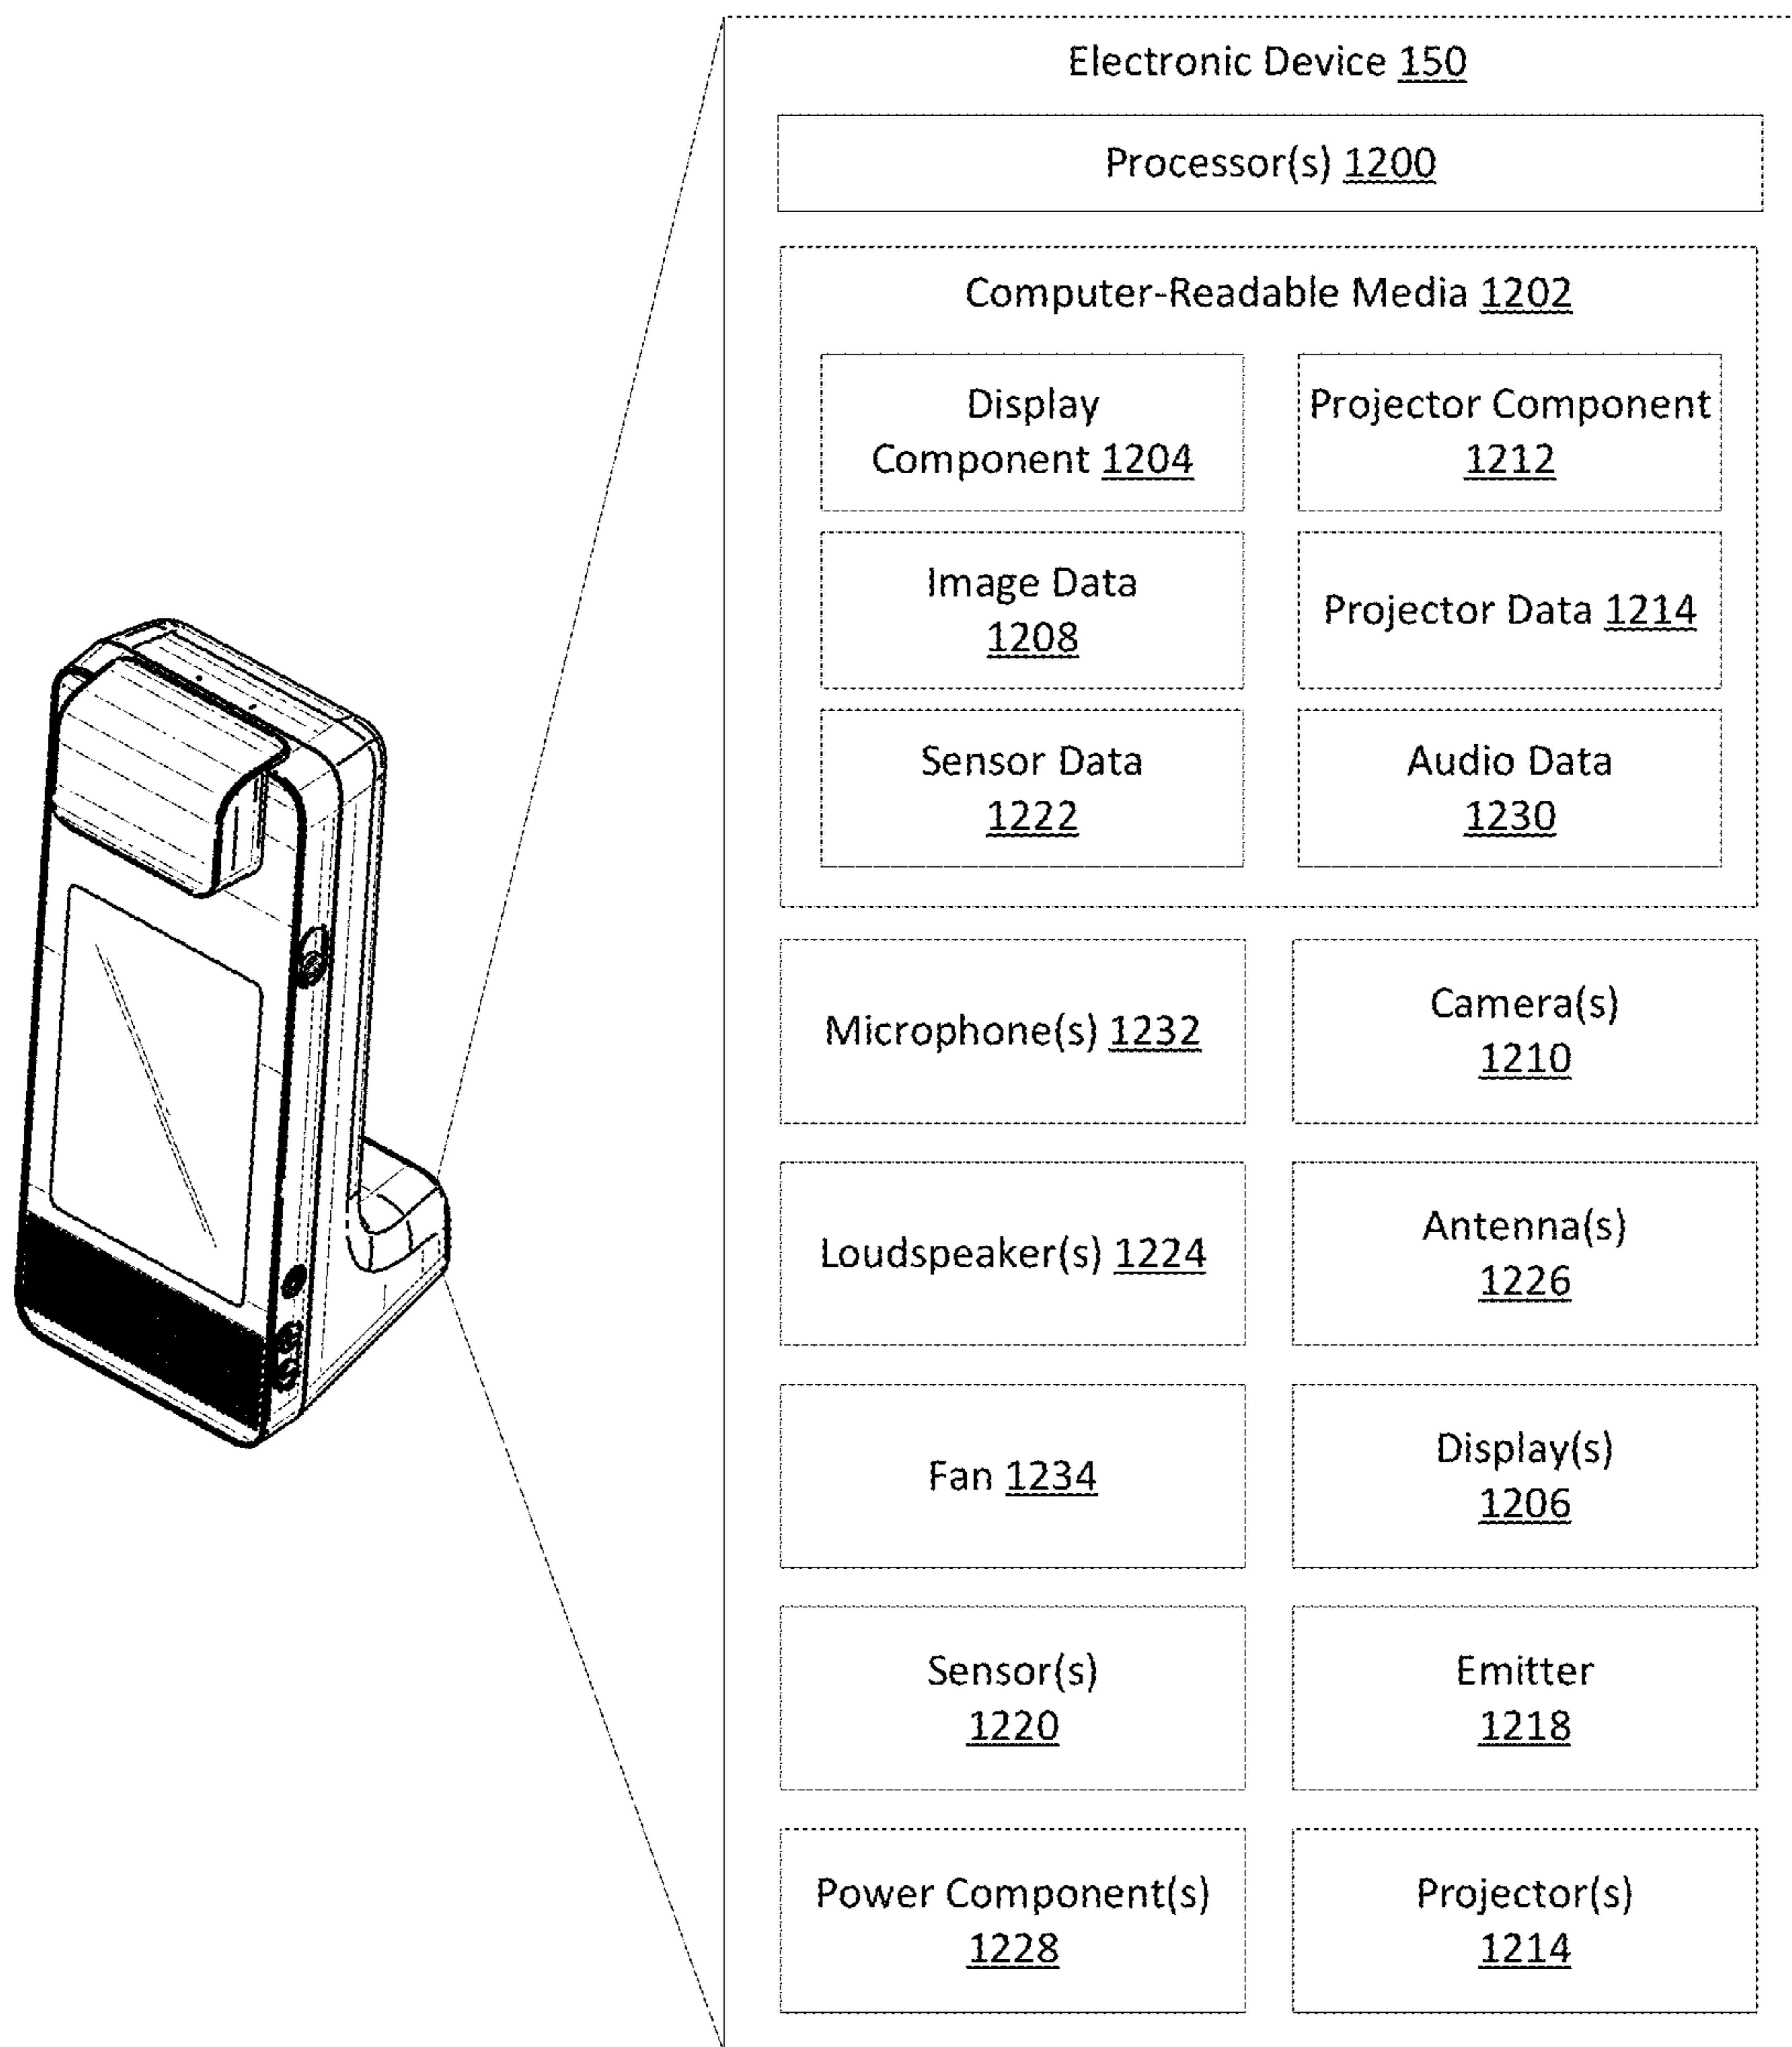 Electronic Device 150
Processor(s) 1200
Computer-Readable Media 1202
Display
Component 1204
Projector Component
1212
Image Data
1208
Projector Data 1214
Sensor Data
1222
Audio Data
1230
Microphone(s) 1232
Camera(s)
1210
Loudspeaker(s) 1224
Antenna(s)
1226
Fan 1234
Display(s)
1206
Sensor(s)
1220
Emitter
1218
Power Component(s)
1228
Projector(s)
1214